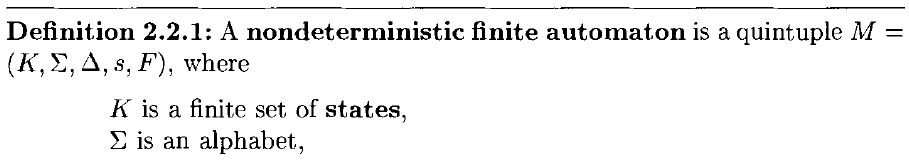 Definition 2.2.1: A nondeterministic finite automaton is a quintuple M =
(K, Σ, Δ, s, F), where
K is a finite set of states,
Σ is an alphabet,